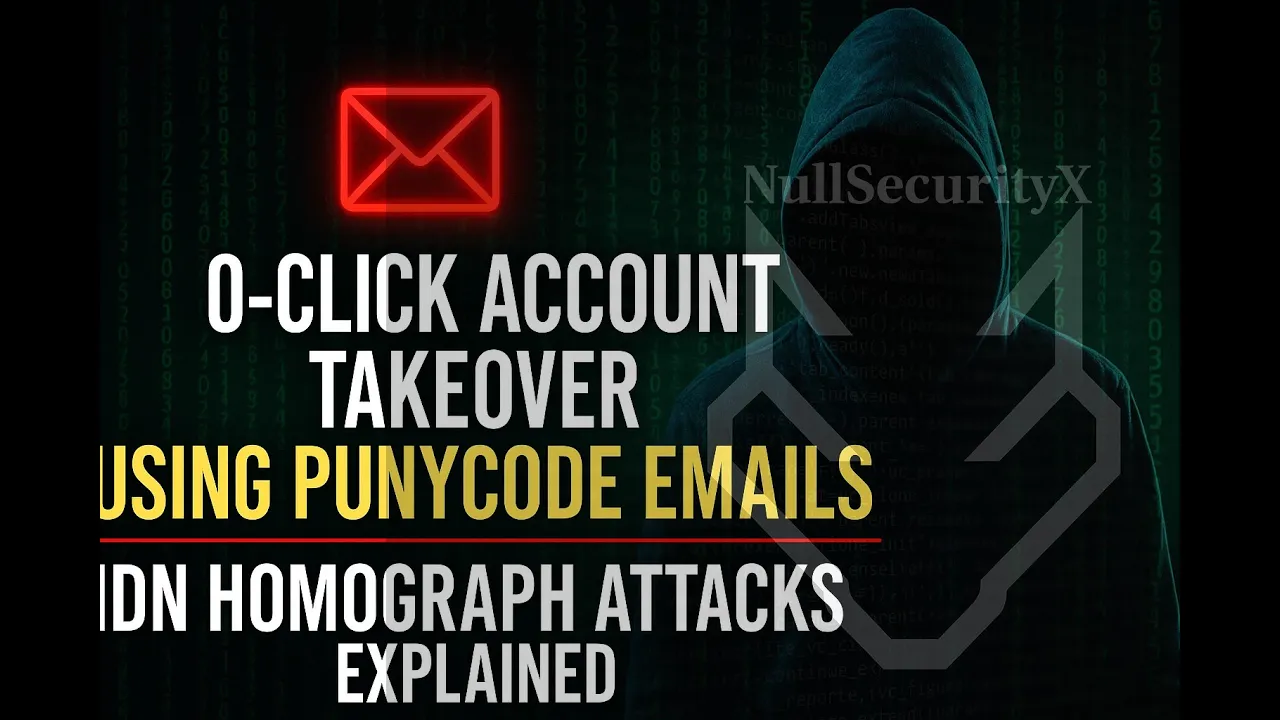 NullSecurityX
0-CLICK ACCOUNT
TAKEOVER
USING PUNYCODE EMAILS
IDN HOMOGRAPH ATTACKS
EXPLAINED